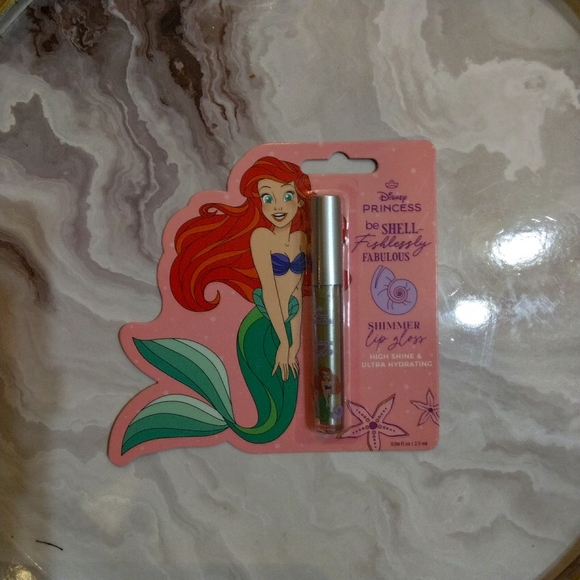 Disney
PRINCESS
be SHELL-
Fishlessly
FABULOUS
SHIMMER
lip gloss
HIGH SHINE &
ULTRA HYDRATING